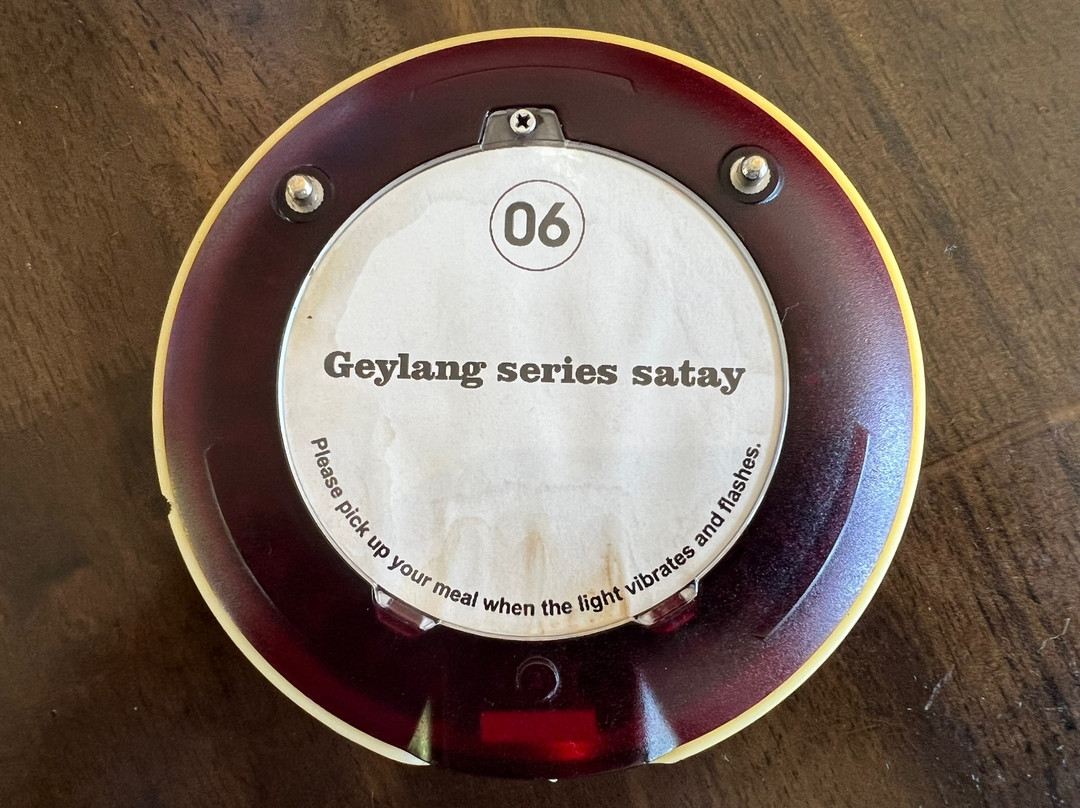 06
Geylang series satay
Please pick up your meal when the light vibrates and flashes.